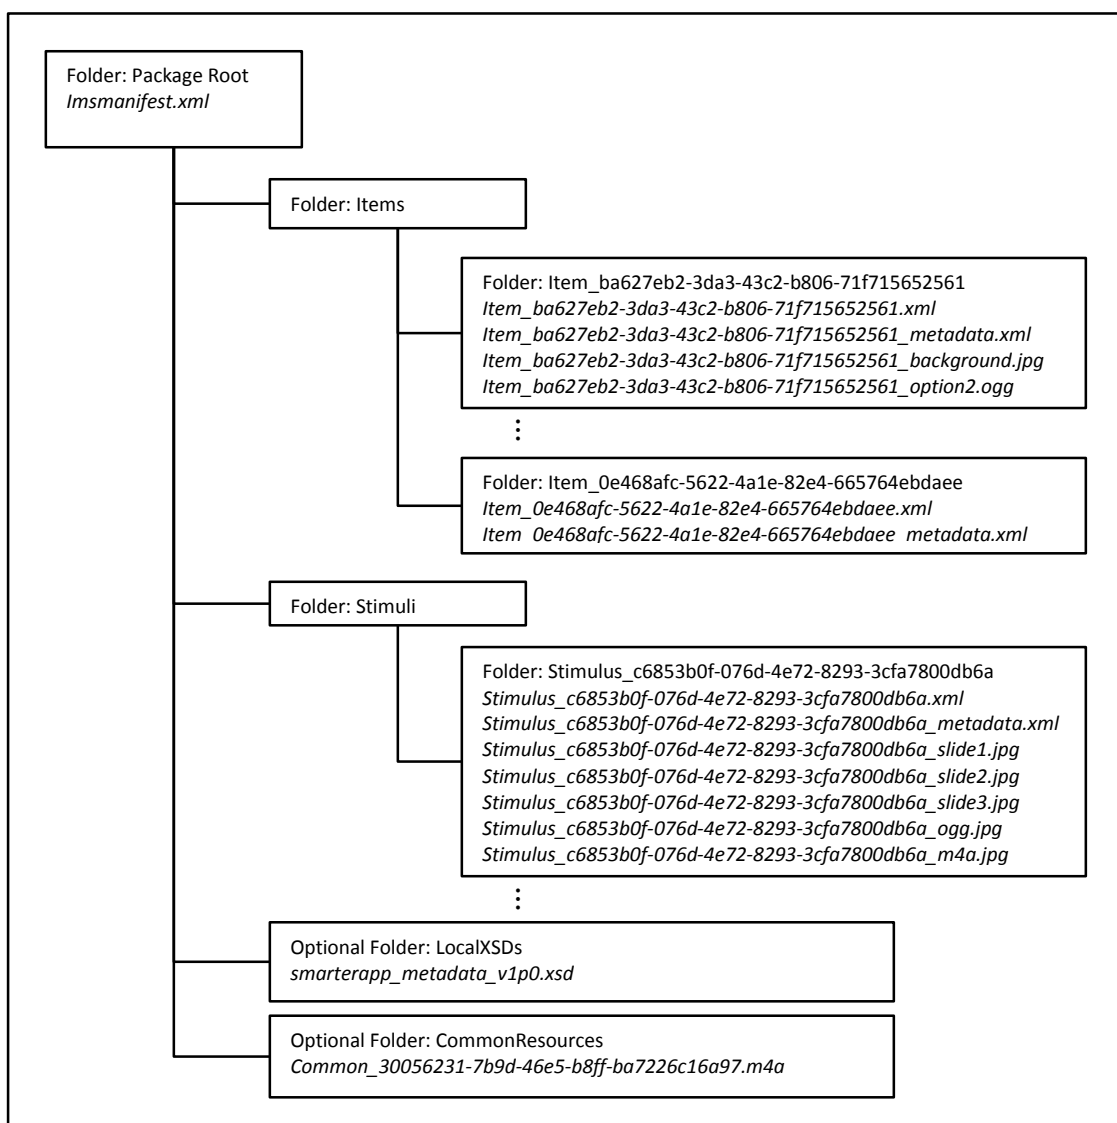 Folder: Package Root
Imsmanifest.xml
Folder: Items
Folder: Item_ba627eb2-3da3-43c2-b806-71f715652561
Item_ba627eb2-3da3-43c2-b806-71f715652561.xml
Item_ba627eb2-3da3-43c2-b806-71f715652561_metadata.xml
Item_ba627eb2-3da3-43c2-b806-71f715652561_background.jpg
Item_ba627eb2-3da3-43c2-b806-71f715652561_option2.ogg
Folder: Item_0e468afc-5622-4a1e-82e4-665764ebdaee
Item_0e468afc-5622-4a1e-82e4-665764ebdaee.xml
Item_0e468afc-5622-4a1e-82e4-665764ebdaee_metadata.xml
Folder: Stimuli
Folder: Stimulus_c6853b0f-076d-4e72-8293-3cfa7800db6a
Stimulus_c6853b0f-076d-4e72-8293-3cfa7800db6a.xml
Stimulus_c6853b0f-076d-4e72-8293-3cfa7800db6a_metadata.xml
Stimulus_c6853b0f-076d-4e72-8293-3cfa7800db6a_slide1.jpg
Stimulus_c6853b0f-076d-4e72-8293-3cfa7800db6a_slide2.jpg
Stimulus_c6853b0f-076d-4e72-8293-3cfa7800db6a_slide3.jpg
Stimulus_c6853b0f-076d-4e72-8293-3cfa7800db6a_ogg.jpg
Stimulus_c6853b0f-076d-4e72-8293-3cfa7800db6a_m4a.jpg
Optional Folder: LocalXSDs
smarterapp_metadata_v1p0.xsd
Optional Folder: CommonResources
Common_30056231-7b9d-46e5-b8ff-ba7226c16a97.m4a